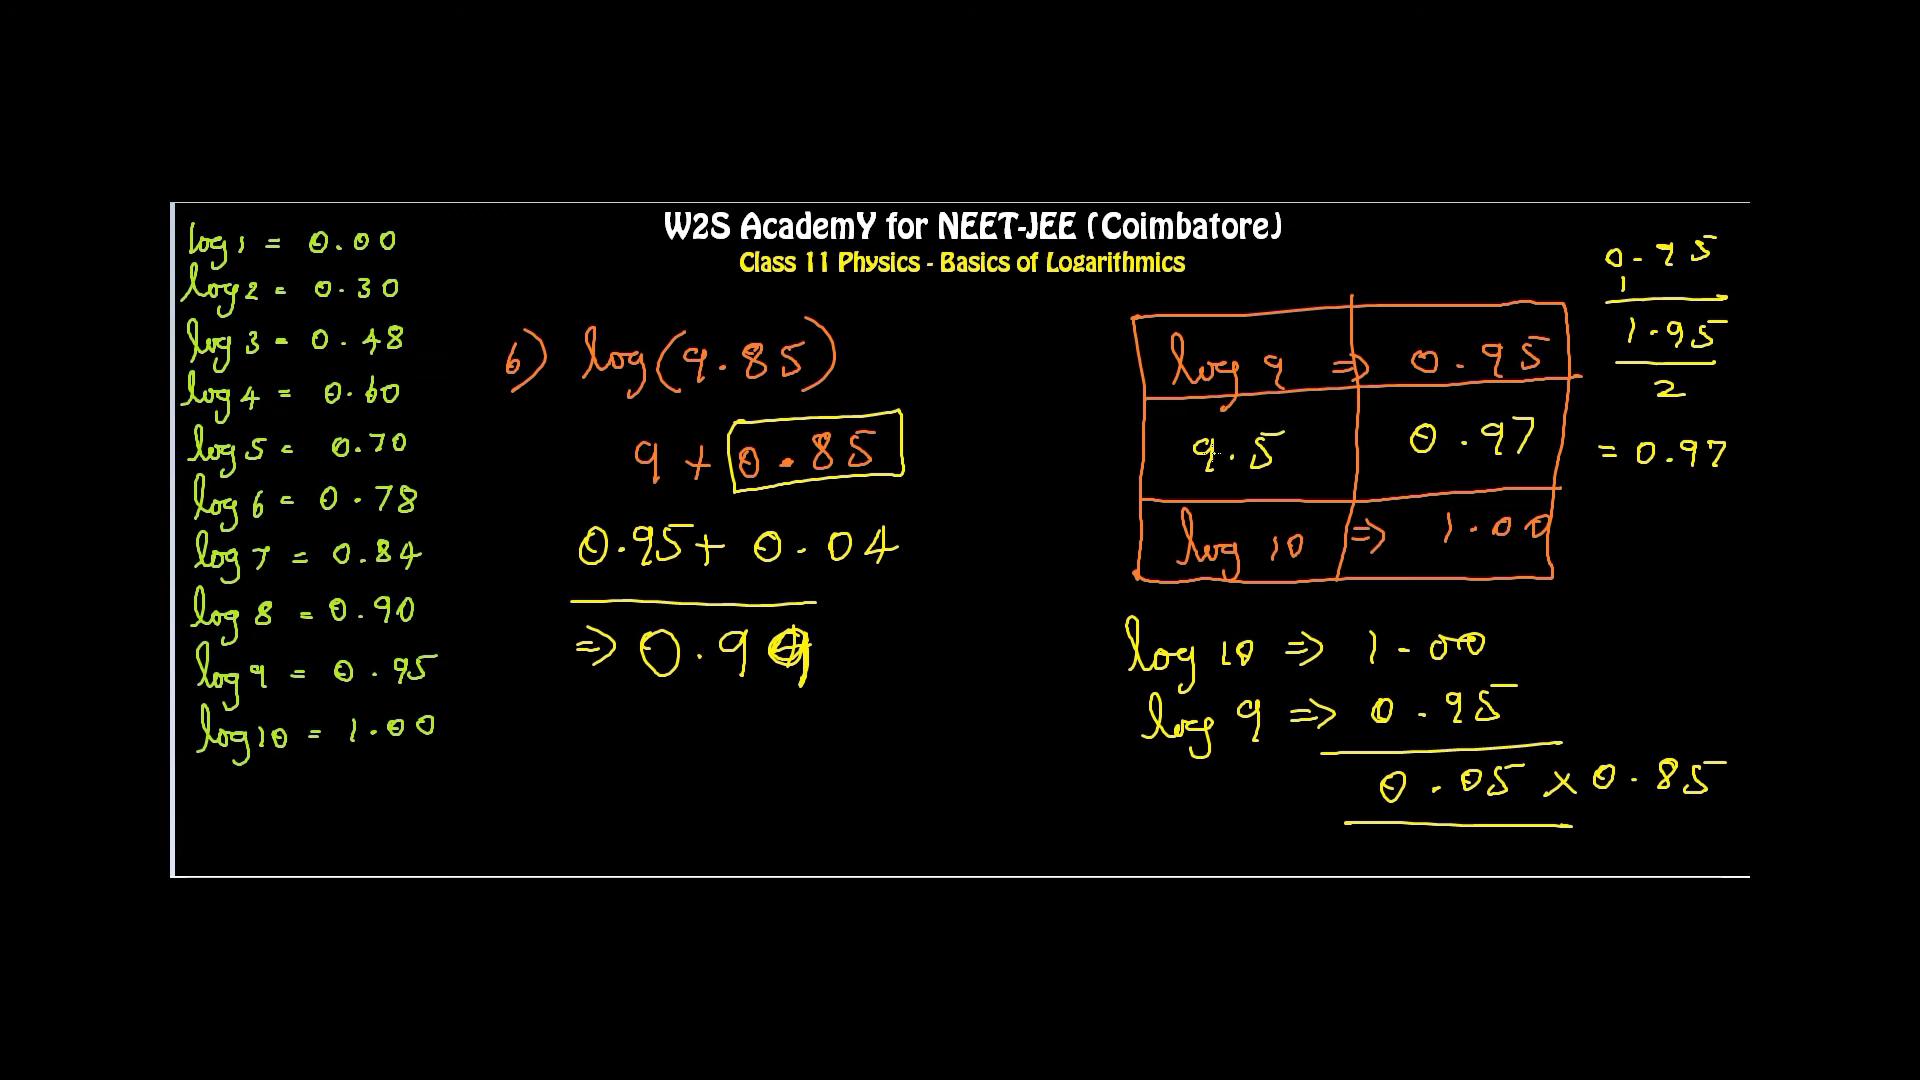 W2S AcademY for NEET-JEE (Coimbatore)
Class 11 Physics - Basics of Logarithmics
log 1 = 0.00
log 2 = 0.30
log 3 = 0.48
log 4 = 0.60
log 5 = 0.70
log 6 = 0.78
log 7 = 0.84
log 8 = 0.90
log 9 = 0.95
log 10 = 1.00
6) log(9.85)
9 + 0.85
0.95 + 0.04
⇒ 0.99
log 9 ⇒ 0.95
9.5 0.97
log 10 ⇒ 1.00
0.95
1
1.95
2
= 0.97
log 10 ⇒ 1.00
log 9 ⇒ 0.95
0.05 × 0.85